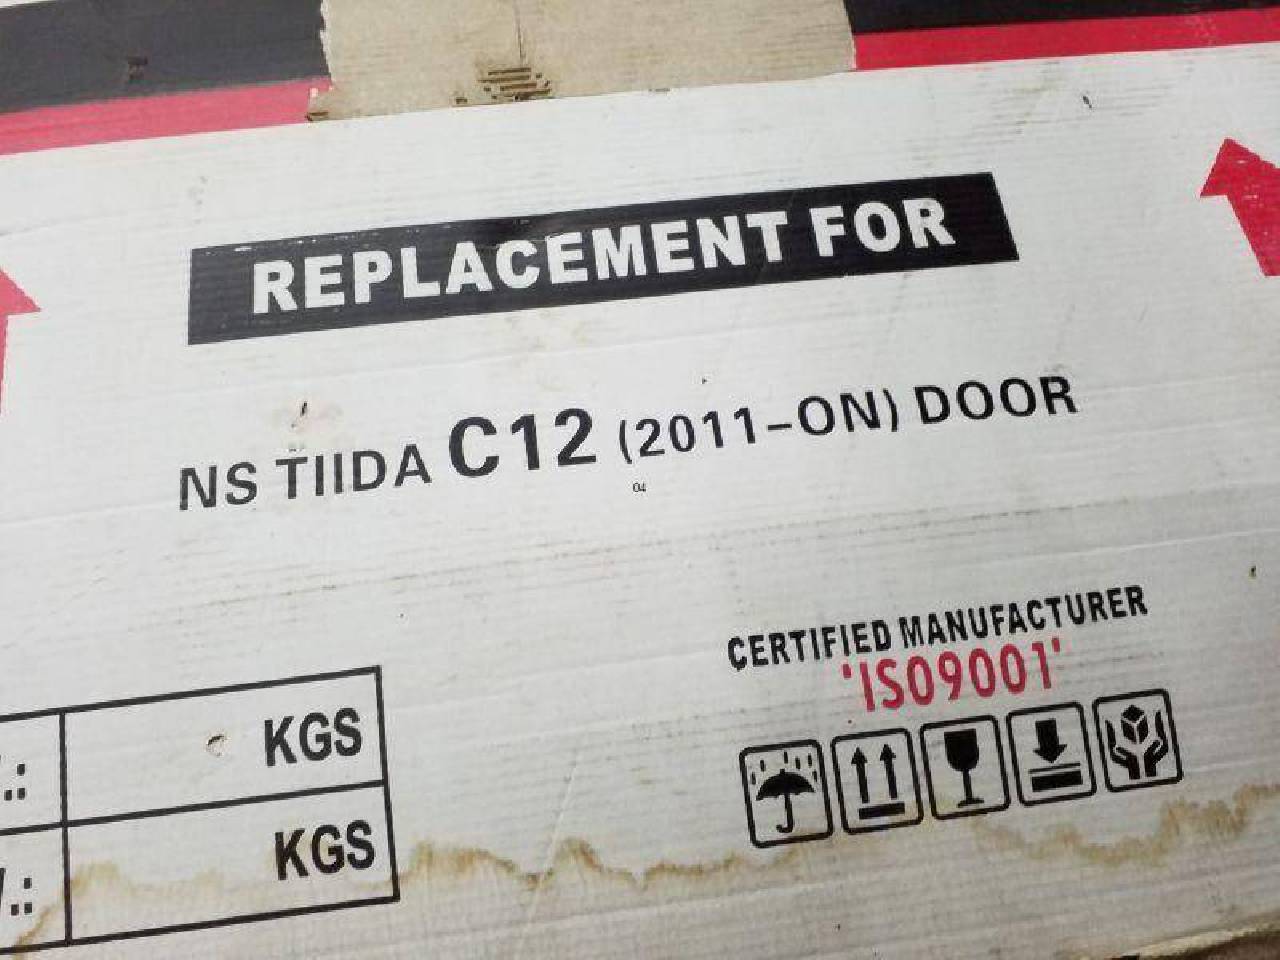 REPLACEMENT FOR
NS TIIDA C12 (2011-ON) DOOR
CERTIFIED MANUFACTURER
'ISO9001'
KGS
KGS